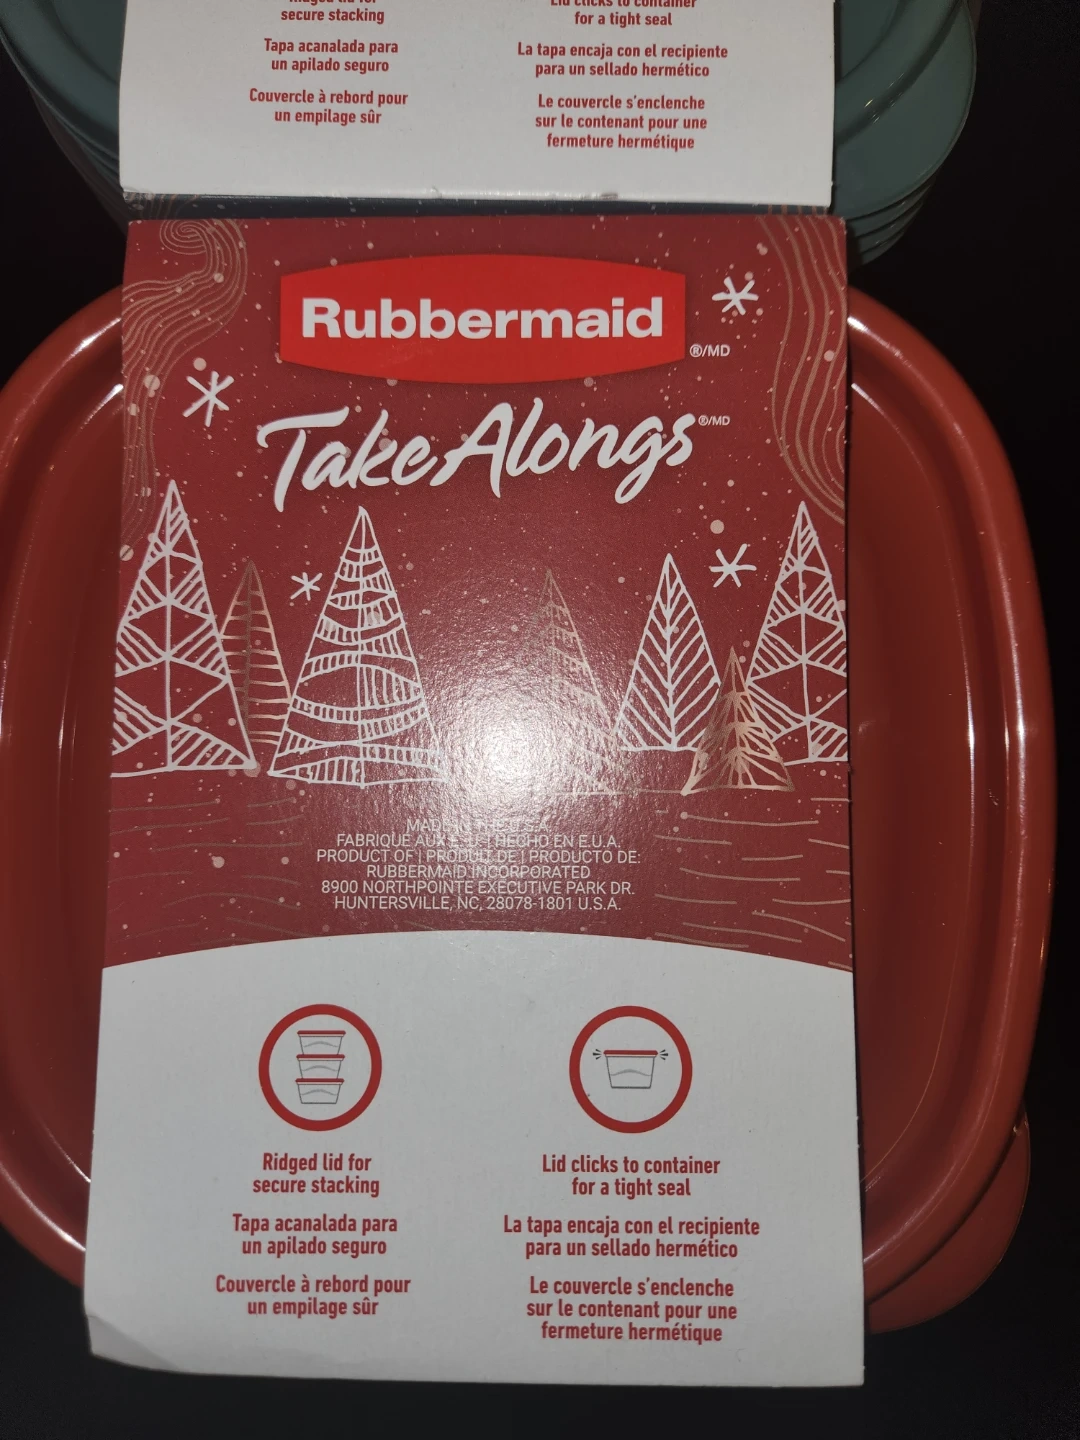 secure stacking
Tapa acanalada para
un apilado seguro
Couvercle à rebord pour
un empilage sûr
Lid clicks to container
for a tight seal
La tapa encaja con el recipiente
para un sellado hermético
Le couvercle s'enclenche
sur le contenant pour une
fermeture hermétique
Rubbermaid
®/MD
TakeAlongs®/MD
MADE IN THE U.S.A.
FABRIQUÉ AUX É.-U. | HECHO EN E.U.A.
PRODUCT OF | PRODUIT DE | PRODUCTO DE:
RUBBERMAID INCORPORATED
8900 NORTHPOINTE EXECUTIVE PARK DR.
HUNTERSVILLE, NC, 28078-1801 U.S.A.
Ridged lid for
secure stacking
Tapa acanalada para
un apilado seguro
Couvercle à rebord pour
un empilage sûr
Lid clicks to container
for a tight seal
La tapa encaja con el recipiente
para un sellado hermético
Le couvercle s'enclenche
sur le contenant pour une
fermeture hermétique